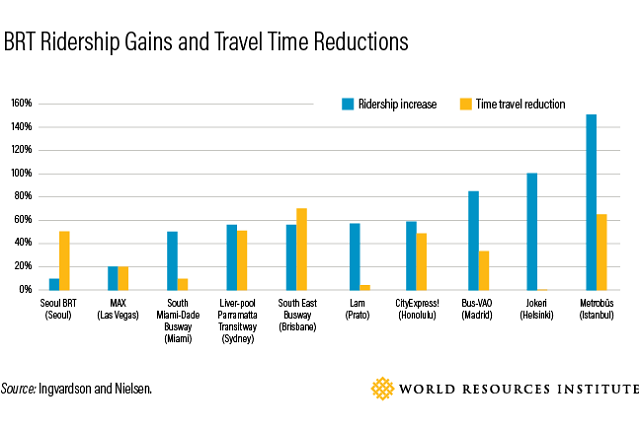 BRT Ridership Gains and Travel Time Reductions
Ridership increase
Time travel reduction
160%
140%
120%
100%
80%
60%
40%
20%
0%
Seoul BRT
(Seoul)
MAX
(Las Vegas)
South
Miami-Dade
Busway
(Miami)
Liver-pool
Parramatta
Transitway
(Sydney)
South East
Busway
(Brisbane)
Lam
(Prato)
CityExpress!
(Honolulu)
Bus-VAO
(Madrid)
Jokeri
(Helsinki)
Metrobüs
(Istanbul)
Source: Ingvardson and Nielsen.
WORLD RESOURCES INSTITUTE